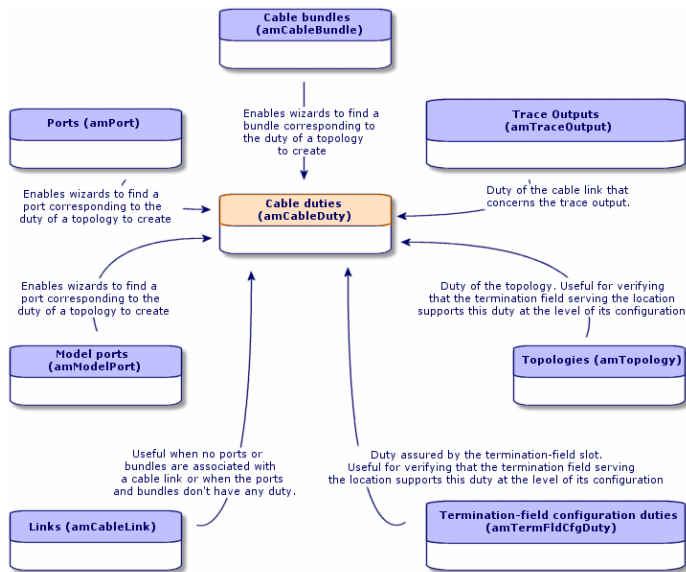 Cable bundles
(amCableBundle)
Enables wizards to find a
bundle corresponding to
the duty of a topology
to create
Ports (amPort)
Enables wizards to find a
port corresponding to the
duty of a topology to create
Trace Outputs
(amTraceOutput)
Duty of the cable link that
concerns the trace output.
Cable duties
(amCableDuty)
Enables wizards to find a
port corresponding to the
duty of a topology to create
Model ports
(amModelPort)
Duty of the topology. Useful for verifying
that the termination field serving the location
supports this duty at the level of its configuration
Topologies (amTopology)
Useful when no ports or
bundles are associated with
a cable link or when the ports
and bundles don't have any duty.
Links (amCableLink)
Duty assured by the termination-field slot.
Useful for verifying that the termination field serving
the location supports this duty at the level of its configuration
Termination-field configuration duties
(amTermFldCfgDuty)